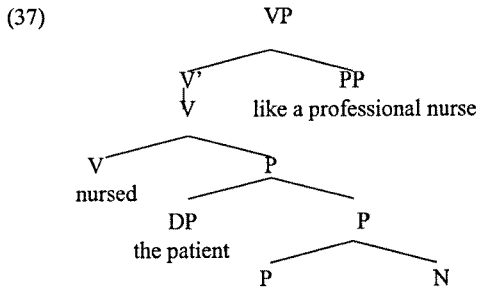 (37) VP
V' PP
V like a professional nurse
V P
nursed
DP P
the patient
P N